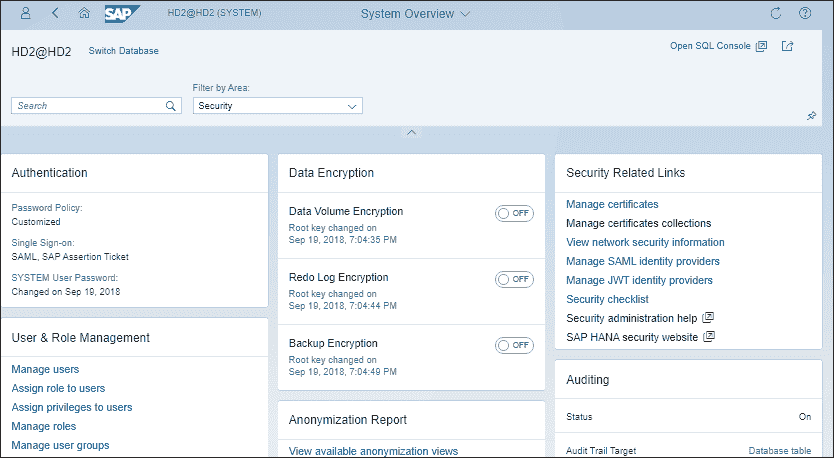 SAP HD2@HD2 (SYSTEM) System Overview
HD2@HD2 Switch Database Open SQL Console
Filter by Area:
Search Security
Authentication
Password Policy:
Customized
Single Sign-on:
SAML, SAP Assertion Ticket
SYSTEM User Password:
Changed on Sep 19, 2018
User & Role Management
Manage users
Assign role to users
Assign privileges to users
Manage roles
Manage user groups
Data Encryption
Data Volume Encryption OFF
Root key changed on
Sep 19, 2018, 7:04:35 PM
Redo Log Encryption OFF
Root key changed on
Sep 19, 2018, 7:04:44 PM
Backup Encryption OFF
Root key changed on
Sep 19, 2018, 7:04:49 PM
Anonymization Report
View available anonymization views
Security Related Links
Manage certificates
Manage certificates collections
View network security information
Manage SAML identity providers
Manage JWT identity providers
Security checklist
Security administration help
SAP HANA security website
Auditing
Status On
Audit Trail Target Database table